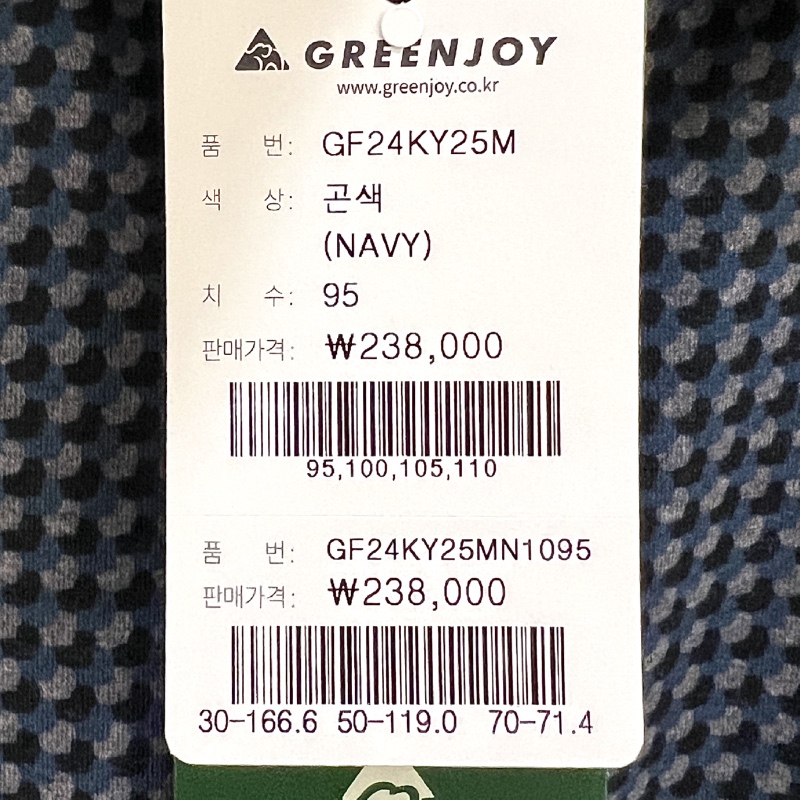 GREENJOY
www.greenjoy.co.kr
품 번: GF24KY25M
색 상: 곤색
(NAVY)
치 수: 95
판매가격: ₩238,000
95,100,105,110
품 번: GF24KY25MN1095
판매가격: ₩238,000
30-166.6 50-119.0 70-71.4